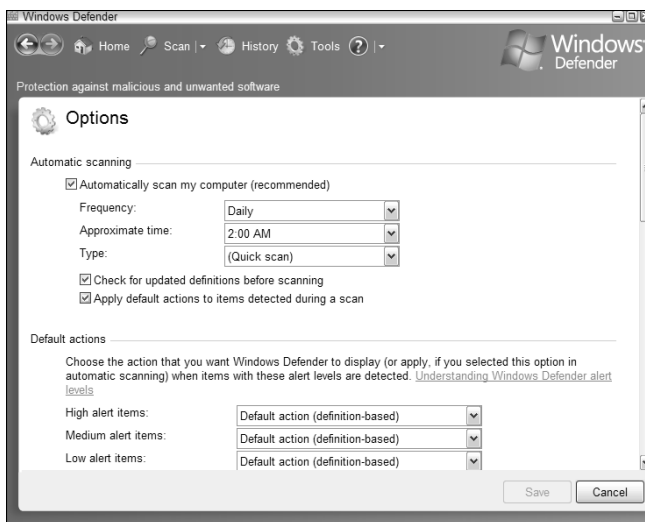 Windows Defender
Home Scan History Tools ?
Windows
Defender
Protection against malicious and unwanted software
Options
Automatic scanning
Automatically scan my computer (recommended)
Frequency: Daily
Approximate time: 2:00 AM
Type: (Quick scan)
Check for updated definitions before scanning
Apply default actions to items detected during a scan
Default actions
Choose the action that you want Windows Defender to display (or apply, if you selected this option in
automatic scanning) when items with these alert levels are detected. Understanding Windows Defender alert
levels
High alert items: Default action (definition-based)
Medium alert items: Default action (definition-based)
Low alert items: Default action (definition-based)
Save Cancel